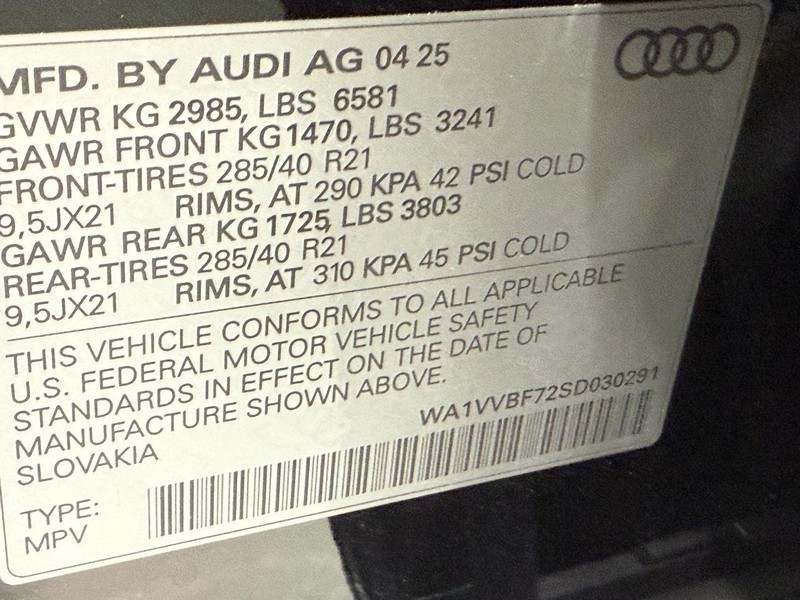 MFD. BY AUDI AG 04 25
GVWR KG 2985, LBS 6581
GAWR FRONT KG 1470, LBS 3241
FRONT-TIRES 285/40 R21
9,5JX21 RIMS, AT 290 KPA 42 PSI COLD
GAWR REAR KG 1725, LBS 3803
REAR-TIRES 285/40 R21
9,5JX21 RIMS, AT 310 KPA 45 PSI COLD
THIS VEHICLE CONFORMS TO ALL APPLICABLE
U.S. FEDERAL MOTOR VEHICLE SAFETY
STANDARDS IN EFFECT ON THE DATE OF
MANUFACTURE SHOWN ABOVE.
SLOVAKIA WA1VVBF72SD030291
TYPE:
MPV